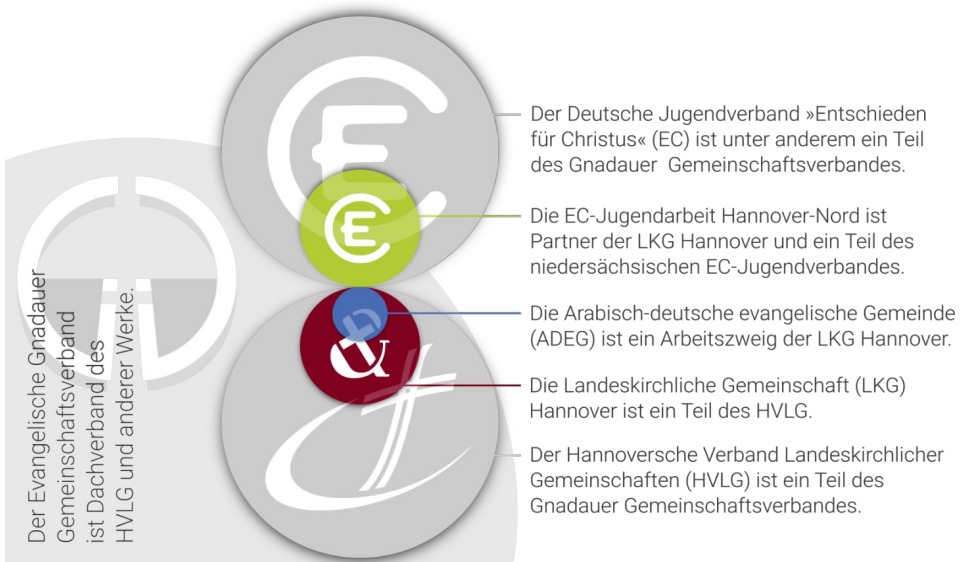 Der Deutsche Jugendverband »Entschieden
für Christus« (EC) ist unter anderem ein Teil
des Gnadauer Gemeinschaftsverbandes.
Die EC-Jugendarbeit Hannover-Nord ist
Partner der LKG Hannover und ein Teil des
niedersächsischen EC-Jugendverbandes.
Die Arabisch-deutsche evangelische Gemeinde
(ADEG) ist ein Arbeitszweig der LKG Hannover.
Die Landeskirchliche Gemeinschaft (LKG)
Hannover ist ein Teil des HVLG.
Der Hannoversche Verband Landeskirchlicher
Gemeinschaften (HVLG) ist ein Teil des
Gnadauer Gemeinschaftsverbandes.
Der Evangelische Gnadauer
Gemeinschaftsverband
ist Dachverband des
HVLG und anderer Werke.
EC
EC
&